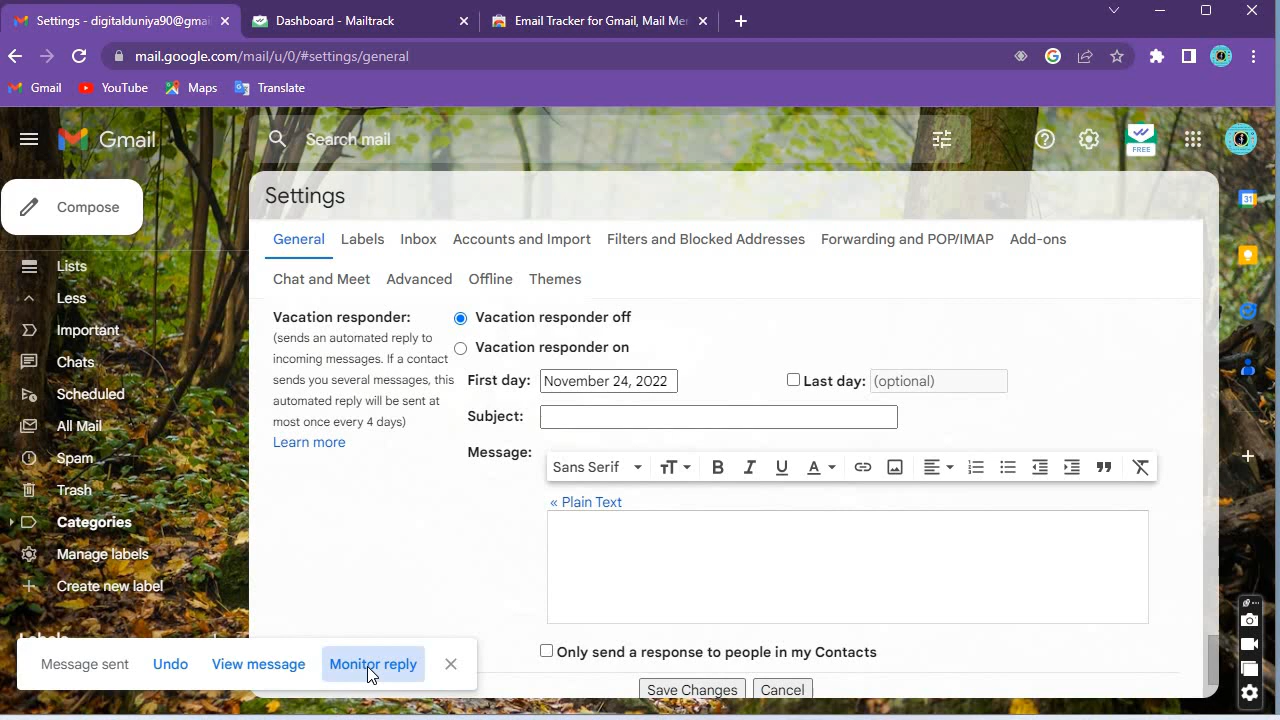 Settings - digitalduniya90@gmai
Dashboard - Mailtrack
Email Tracker for Gmail, Mail Mer
mail.google.com/mail/u/0/#settings/general
Gmail YouTube Maps Translate
Gmail
Search mail
FREE
Compose
Lists
Less
Important
Chats
Scheduled
All Mail
Spam
Trash
Categories
Manage labels
Create new label
Settings
General Labels Inbox Accounts and Import Filters and Blocked Addresses Forwarding and POP/IMAP Add-ons
Chat and Meet Advanced Offline Themes
Vacation responder:
(sends an automated reply to
incoming messages. If a contact
sends you several messages, this
automated reply will be sent at
most once every 4 days)
Learn more
Vacation responder off
Vacation responder on
First day: November 24, 2022 Last day: (optional)
Subject:
Message:
Sans Serif
« Plain Text
Only send a response to people in my Contacts
Save Changes Cancel
Message sent Undo View message Monitor reply
31